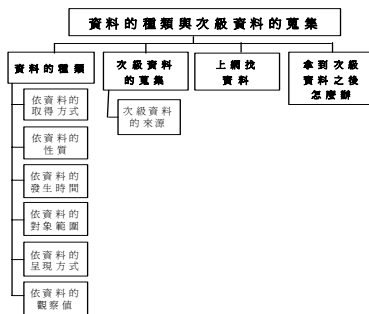 資料的種類與次級資料的蒐集
資料的種類
次級資料
的蒐集
上網找
資料
拿到次級
資料之後
怎麼辦
依資料的
取得方式
依資料的
性質
依資料的
發生時間
依資料的
對象範圍
依資料的
呈現方式
依資料的
觀察值
次級資料
的來源